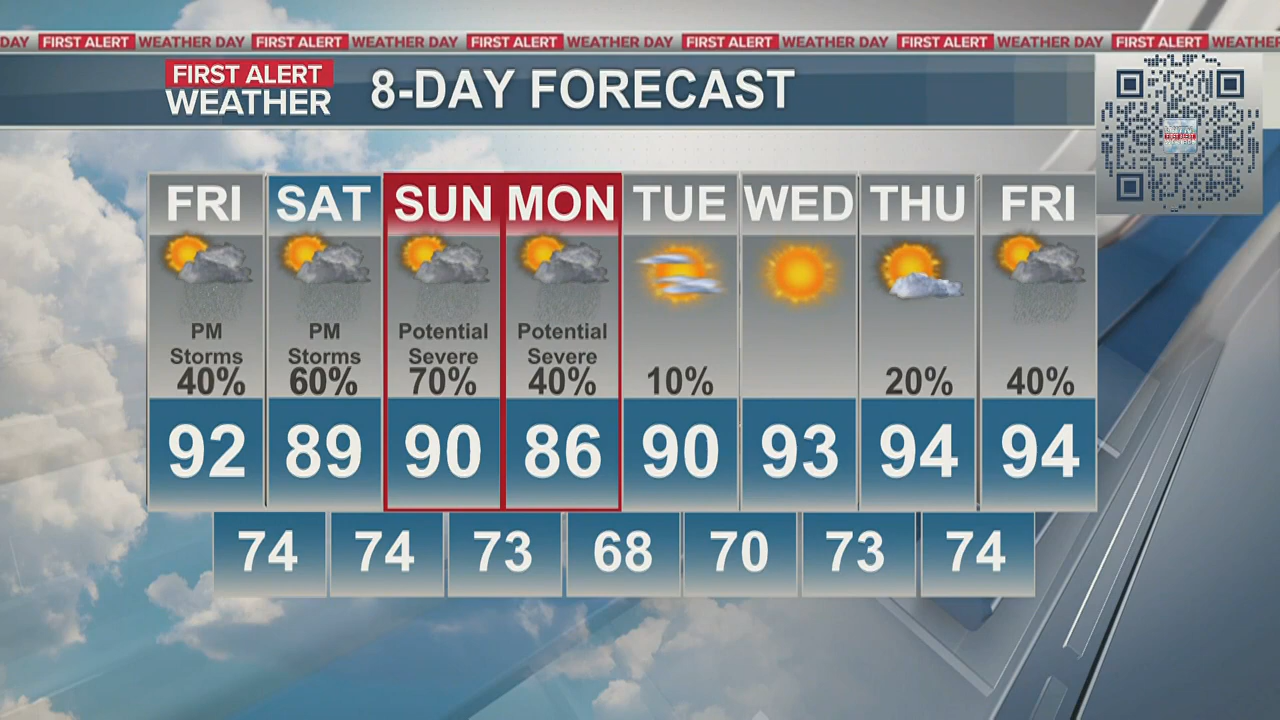 DAY FIRST ALERT WEATHER DAY FIRST ALERT WEATHER DAY FIRST ALERT WEATHER DAY FIRST ALERT WEATHER DAY FIRST ALERT WEATHER DAY FIRST ALERT WEATHE
FIRST ALERT
WEATHER
8-DAY FORECAST
FRI SAT SUN MON TUE WED THU FRI
PM PM Potential Potential
Storms Storms Severe Severe
40% 60% 70% 40% 10% 20% 40%
92 89 90 86 90 93 94 94
74 74 73 68 70 73 74